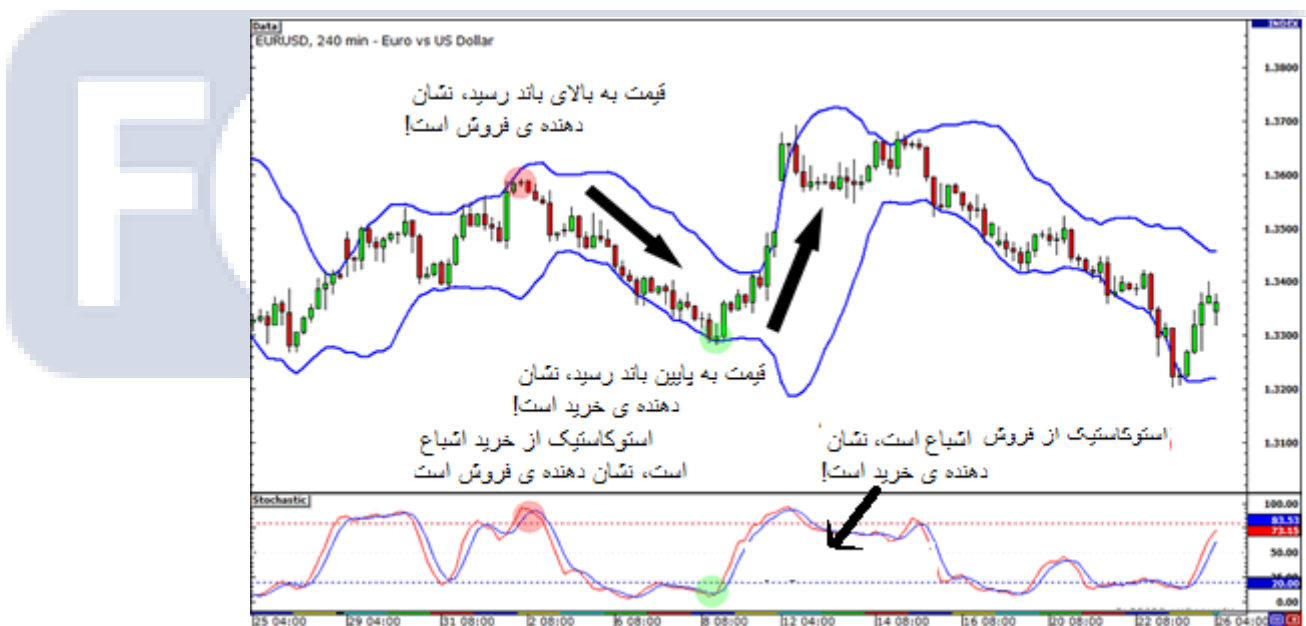 Data
INDEX
EURUSD, 240 min - Euro vs US Dollar
1.3800
قیمت به بالای باند رسید، نشان
دهنده ی فروش است!
1.3700
1.3600
1.3500
1.3400
1.3300
قیمت به پایین باند رسید، نشان
دهنده ی خرید است!
1.3200
استوکاستیک از خرید اشباع
است، نشان دهنده ی فروش است
استوکاستیک از فروش اشباع است، نشان
دهنده ی خرید است!
1.3100
Stochastic
100.00
83.53
73.15
50.00
20.00
0.00
25 04:00 29 04:00 31 08:00 2 08:00 6 08:00 8 08:00 12 04:00 14 08:00 16 08:00 20 08:00 22 08:00 26 04:00